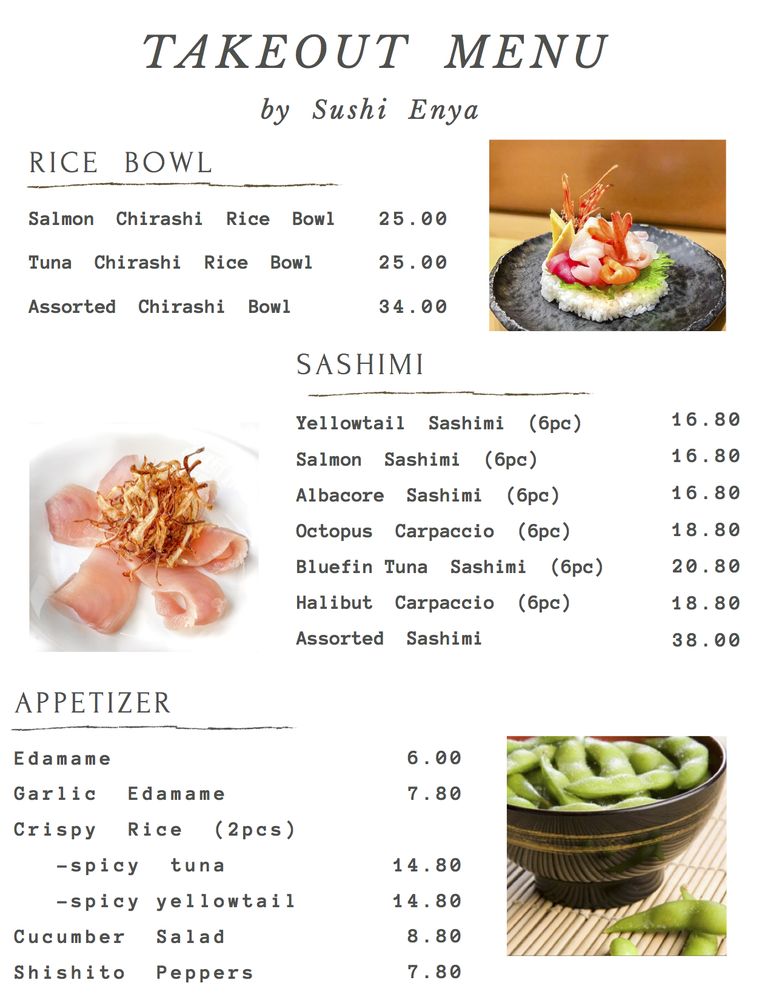 TAKEOUT MENU
by Sushi Enya
RICE BOWL
Salmon Chirashi Rice Bowl 25.00
Tuna Chirashi Rice Bowl 25.00
Assorted Chirashi Bowl 34.00
SASHIMI
Yellowtail Sashimi (6pc) 16.80
Salmon Sashimi (6pc) 16.80
Albacore Sashimi (6pc) 16.80
Octopus Carpaccio (6pc) 18.80
Bluefin Tuna Sashimi (6pc) 20.80
Halibut Carpaccio (6pc) 18.80
Assorted Sashimi 38.00
APPETIZER
Edamame 6.00
Garlic Edamame 7.80
Crispy Rice (2pcs)
-spicy tuna 14.80
-spicy yellowtail 14.80
Cucumber Salad 8.80
Shishito Peppers 7.80